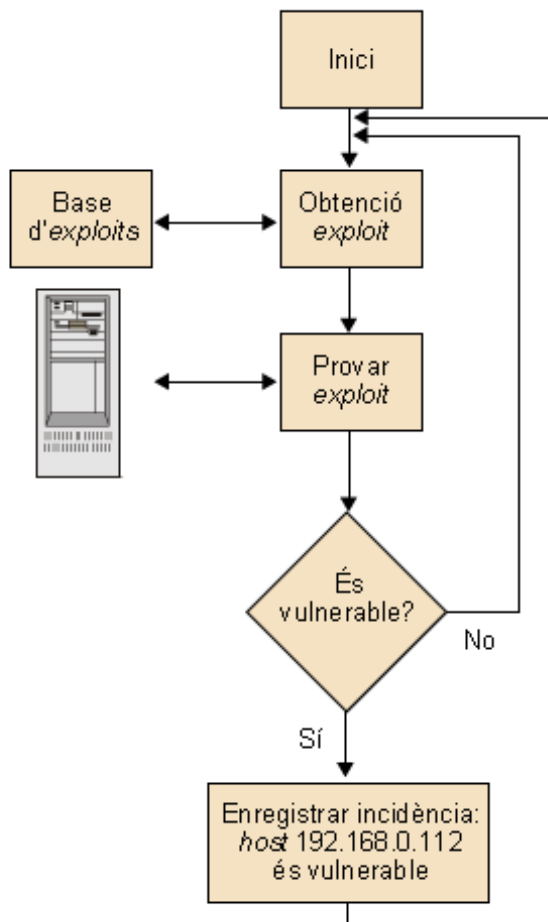 Inici
Base
d'exploits
Obtenció
exploit
Provar
exploit
És
vulnerable?
No
Sí
Enregistrar incidència:
host 192.168.0.112
és vulnerable